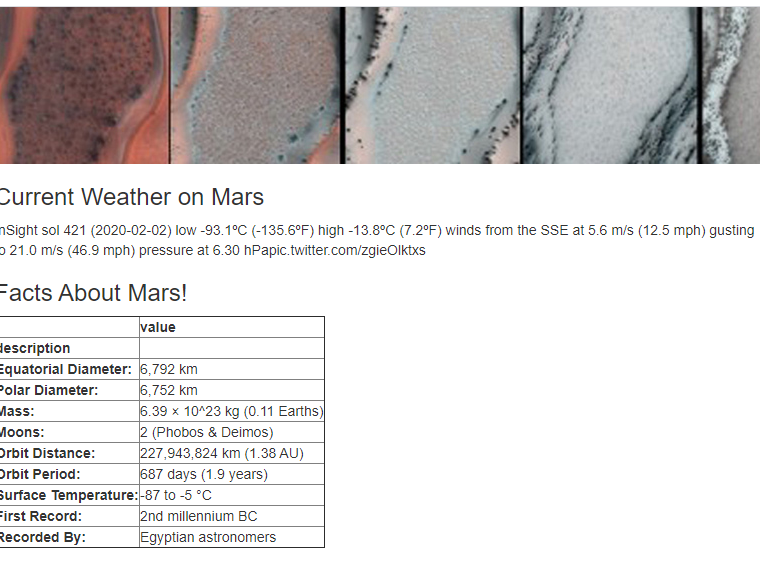 Current Weather on Mars
nSight sol 421 (2020-02-02) low -93.1ºC (-135.6ºF) high -13.8ºC (7.2ºF) winds from the SSE at 5.6 m/s (12.5 mph) gusting
o 21.0 m/s (46.9 mph) pressure at 6.30 hPapic.twitter.com/zgieOlktxs
Facts About Mars!
value
description
Equatorial Diameter: 6,792 km
Polar Diameter: 6,752 km
Mass: 6.39 × 10^23 kg (0.11 Earths)
Moons: 2 (Phobos & Deimos)
Orbit Distance: 227,943,824 km (1.38 AU)
Orbit Period: 687 days (1.9 years)
Surface Temperature: -87 to -5 °C
First Record: 2nd millennium BC
Recorded By: Egyptian astronomers